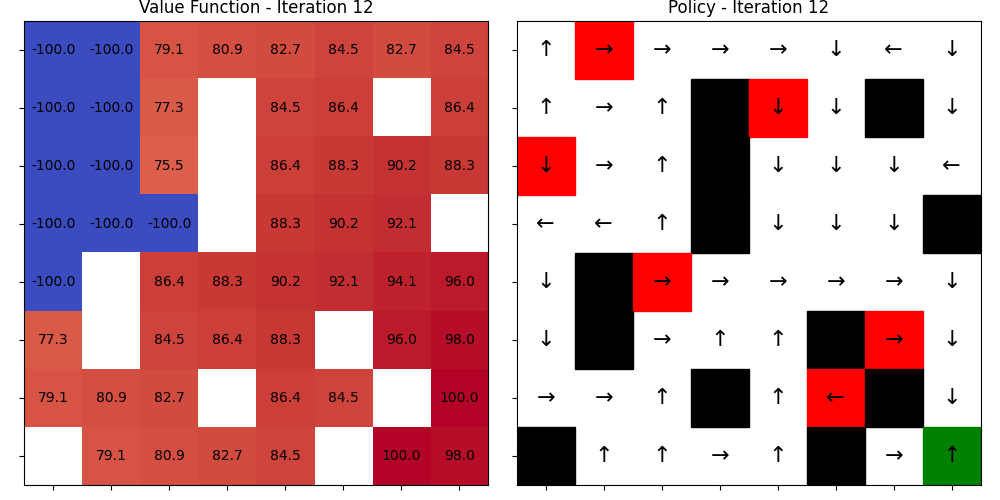 Value Function - Iteration 12
-100.0 -100.0 79.1 80.9 82.7 84.5 82.7 84.5
-100.0 -100.0 77.3 84.5 86.4 86.4
-100.0 -100.0 75.5 86.4 88.3 90.2 88.3
-100.0 -100.0 -100.0 88.3 90.2 92.1
-100.0 86.4 88.3 90.2 92.1 94.1 96.0
77.3 84.5 86.4 88.3 96.0 98.0
79.1 80.9 82.7 86.4 84.5 100.0
79.1 80.9 82.7 84.5 100.0 98.0
Policy - Iteration 12
↑ → → → → ↓ ← ↓
↑ → ↑ ↓ ↓ ↓
↓ → ↑ ↓ ↓ ↓ ←
← ← ↑ ↓ ↓ ↓
↓ → → → → → ↓
↓ → ↑ ↑ → ↓
→ → ↑ ↑ ← ↓
↑ ↑ → ↑ → ↑